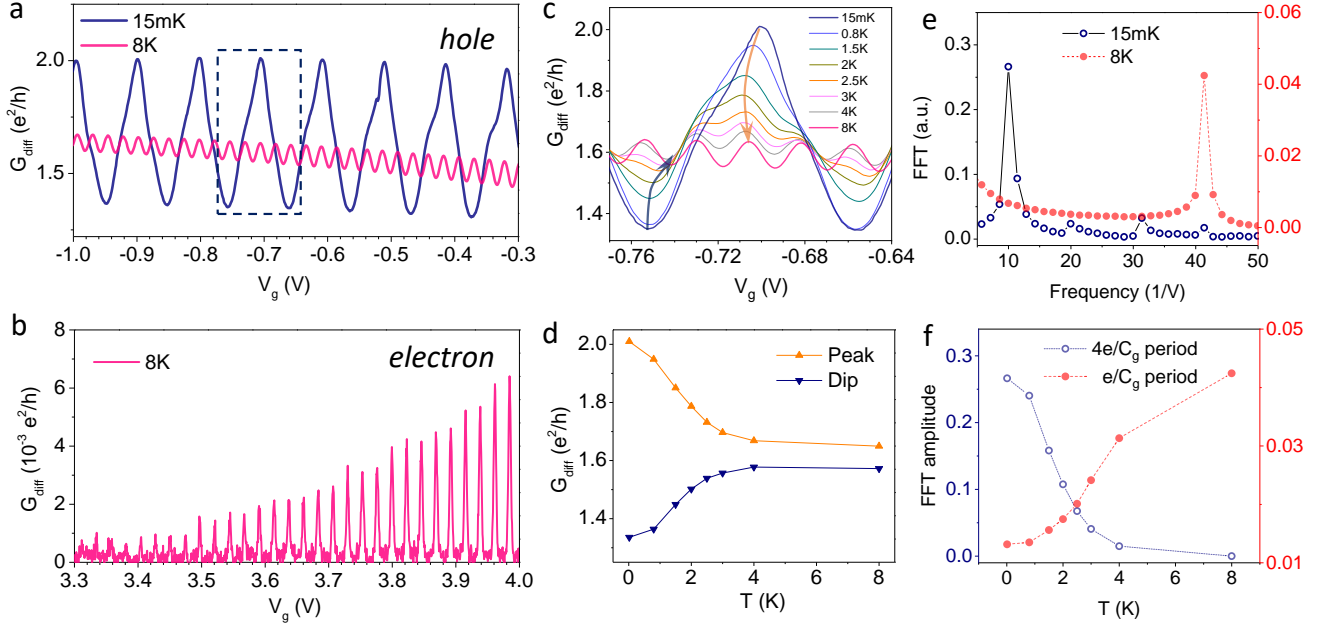 a
15mK
8K
hole
2.0
1.5
G_diff (e²/h)
-1.0 -0.9 -0.8 -0.7 -0.6 -0.5 -0.4 -0.3
V_g (V)
b
8K
electron
8
6
4
2
0
G_diff (10⁻³ e²/h)
3.3 3.4 3.5 3.6 3.7 3.8 3.9 4.0
V_g (V)
c
15mK
0.8K
1.5K
2K
2.5K
3K
4K
8K
2.0
1.8
1.6
1.4
G_diff (e²/h)
-0.76 -0.72 -0.68 -0.64
V_g (V)
d
Peak
Dip
2.0
1.8
1.6
1.4
G_diff (e²/h)
0 2 4 6 8
T (K)
e
15mK
8K
0.3
0.2
0.1
0.0
FFT (a.u.)
0.06
0.04
0.02
0.00
10 20 30 40 50
Frequency (1/V)
f
4e/C_g period
e/C_g period
0.3
0.2
0.1
0.0
FFT amplitude
0.05
0.03
0.01
0 2 4 6 8
T (K)